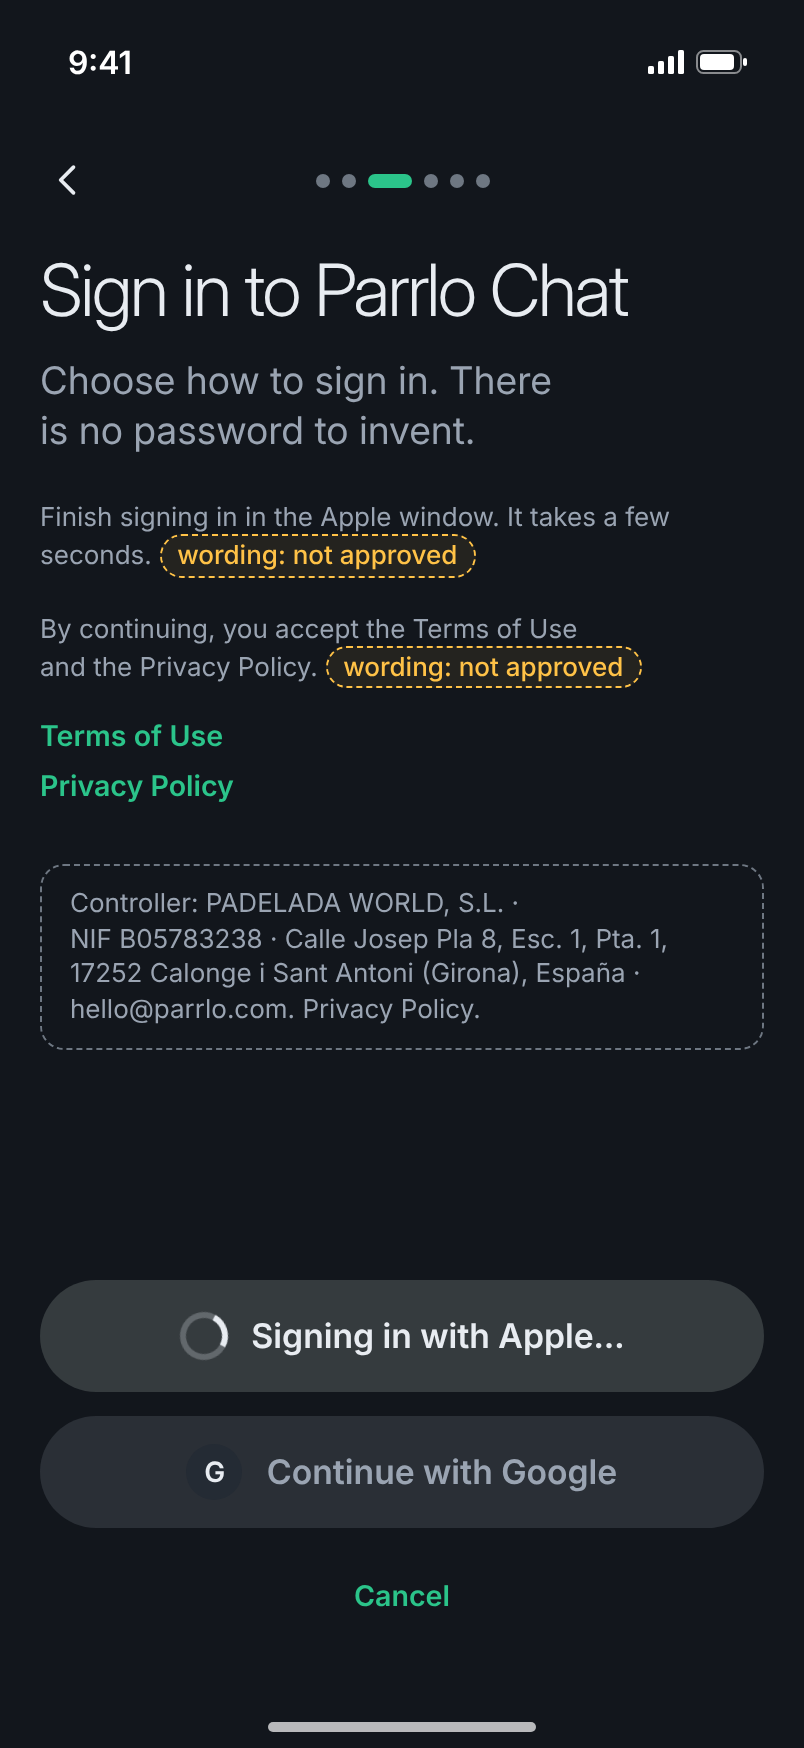 9:41
Sign in to Parrlo Chat
Choose how to sign in. There
is no password to invent.
Finish signing in in the Apple window. It takes a few
seconds. wording: not approved
By continuing, you accept the Terms of Use
and the Privacy Policy. wording: not approved
Terms of Use
Privacy Policy
Controller: PADELADA WORLD, S.L. ·
NIF B05783238 · Calle Josep Pla 8, Esc. 1, Pta. 1,
17252 Calonge i Sant Antoni (Girona), España ·
hello@parrlo.com. Privacy Policy.
Signing in with Apple...
G Continue with Google
Cancel